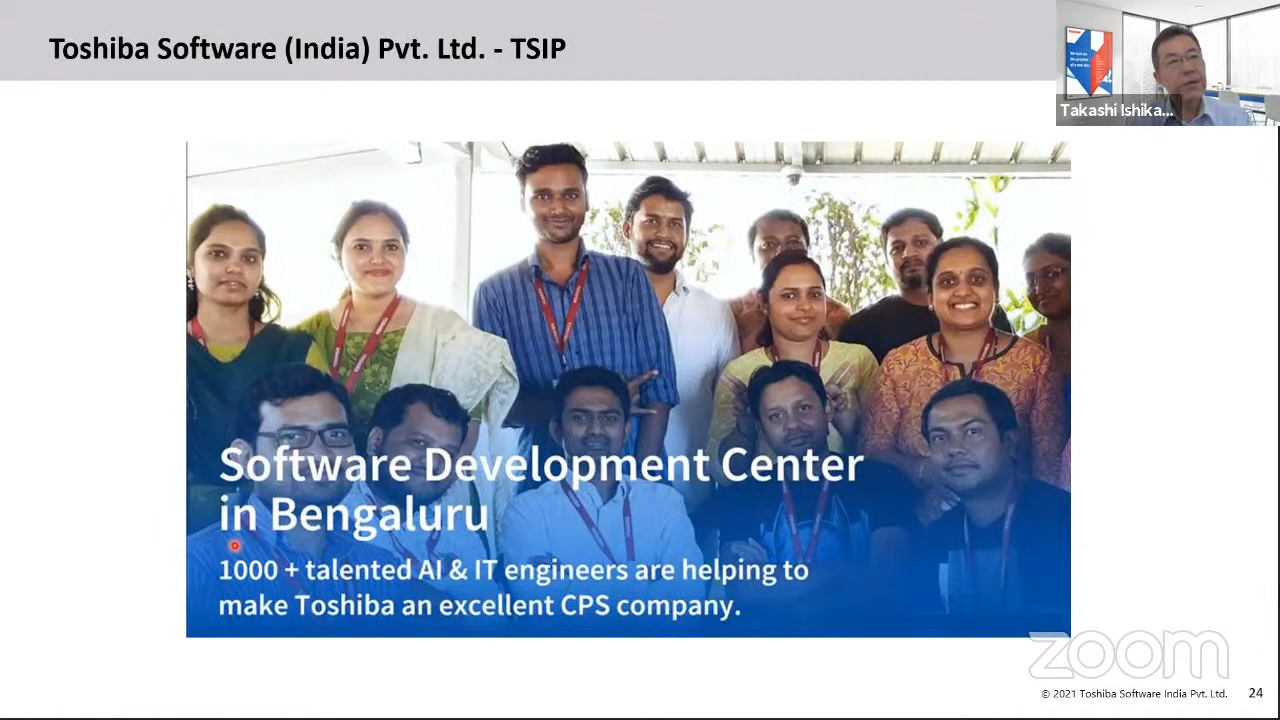 Toshiba Software (India) Pvt. Ltd. - TSIP
Takashi Ishika...
Software Development Center
in Bengaluru
1000 + talented AI & IT engineers are helping to
make Toshiba an excellent CPS company.
zoom
© 2021 Toshiba Software India Pvt. Ltd.
24